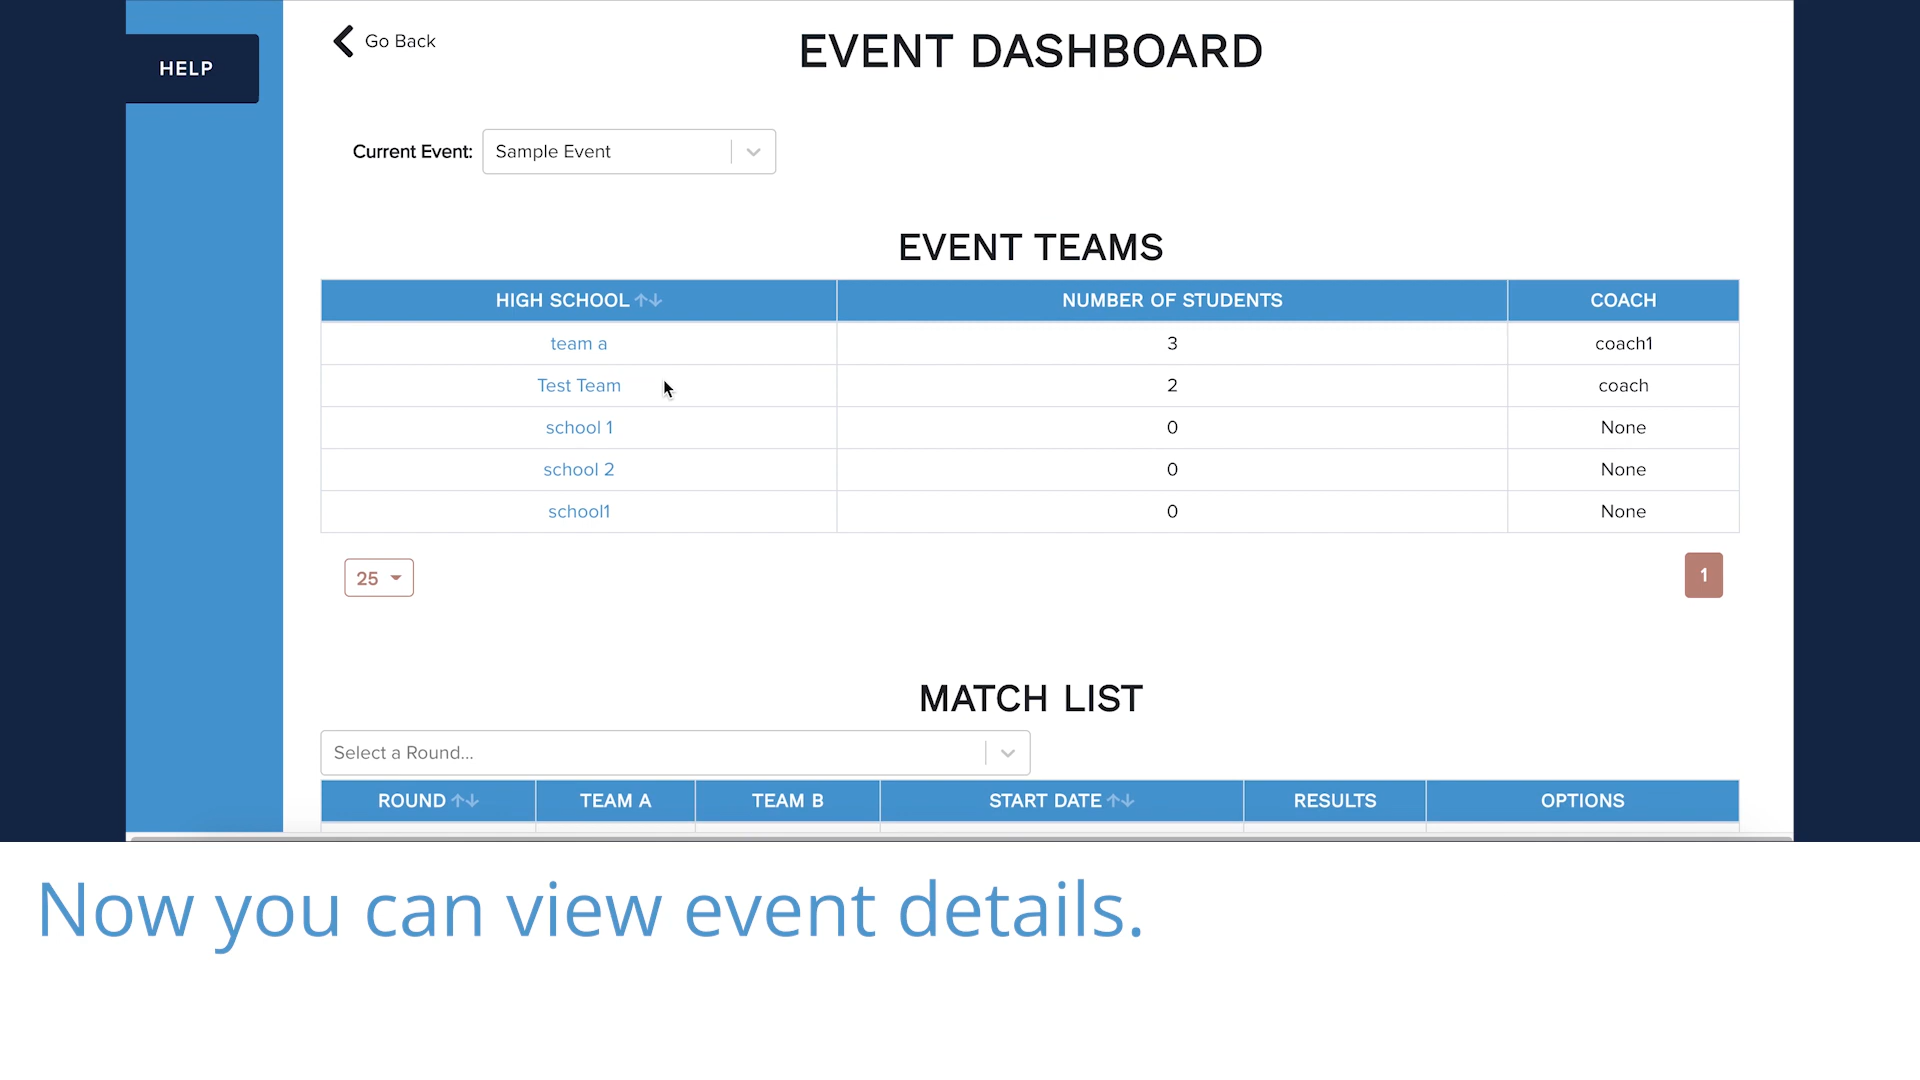 Go Back
EVENT DASHBOARD
HELP
Current Event: Sample Event
EVENT TEAMS
HIGH SCHOOL NUMBER OF STUDENTS COACH
team a 3 coach1
Test Team 2 coach
school 1 0 None
school 2 0 None
school1 0 None
25 1
MATCH LIST
Select a Round...
ROUND TEAM A TEAM B START DATE RESULTS OPTIONS
Now you can view event details.